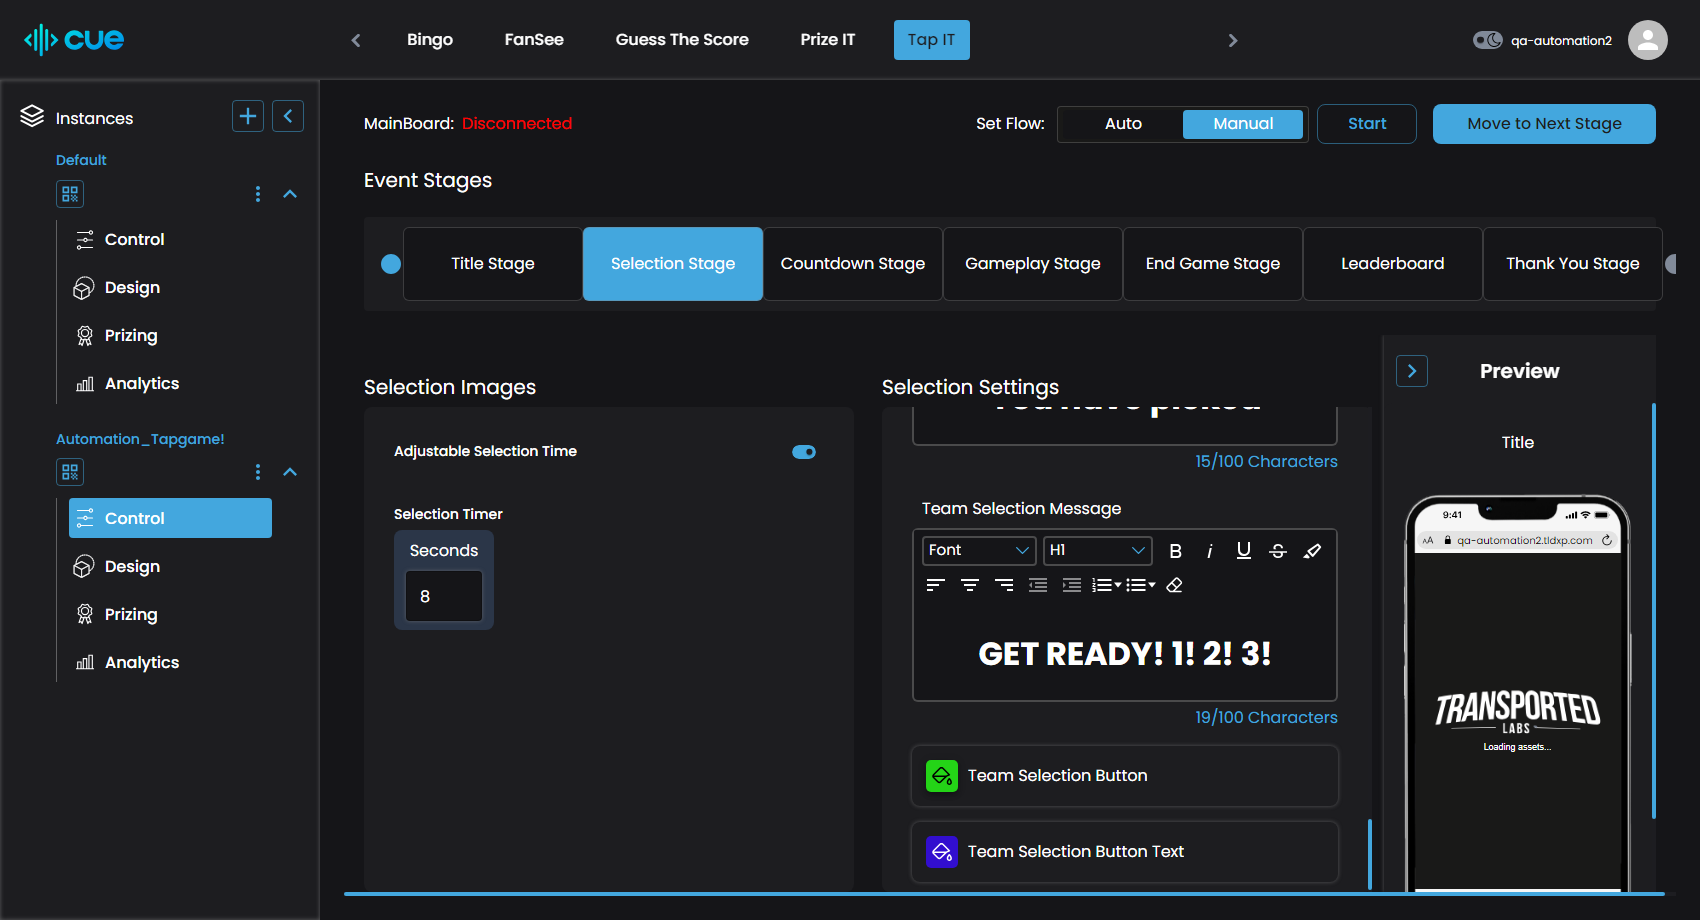 cue
Bingo
FanSee
Guess The Score
Prize IT
Tap IT
qa-automation2
Instances
Default
Control
Design
Prizing
Analytics
Automation_Tapgame!
Control
Design
Prizing
Analytics
MainBoard: Disconnected
Set Flow:
Auto
Manual
Start
Move to Next Stage
Event Stages
Title Stage
Selection Stage
Countdown Stage
Gameplay Stage
End Game Stage
Leaderboard
Thank You Stage
Selection Images
Adjustable Selection Time
Selection Timer
Seconds
8
Selection Settings
You have picked
15/100 Characters
Team Selection Message
Font
H1
B
i
U
S
GET READY! 1! 2! 3!
19/100 Characters
Team Selection Button
Team Selection Button Text
Preview
Title
9:41
AA
qa-automation2.tldxp.com
TRANSPORTED
LABS
Loading assets...